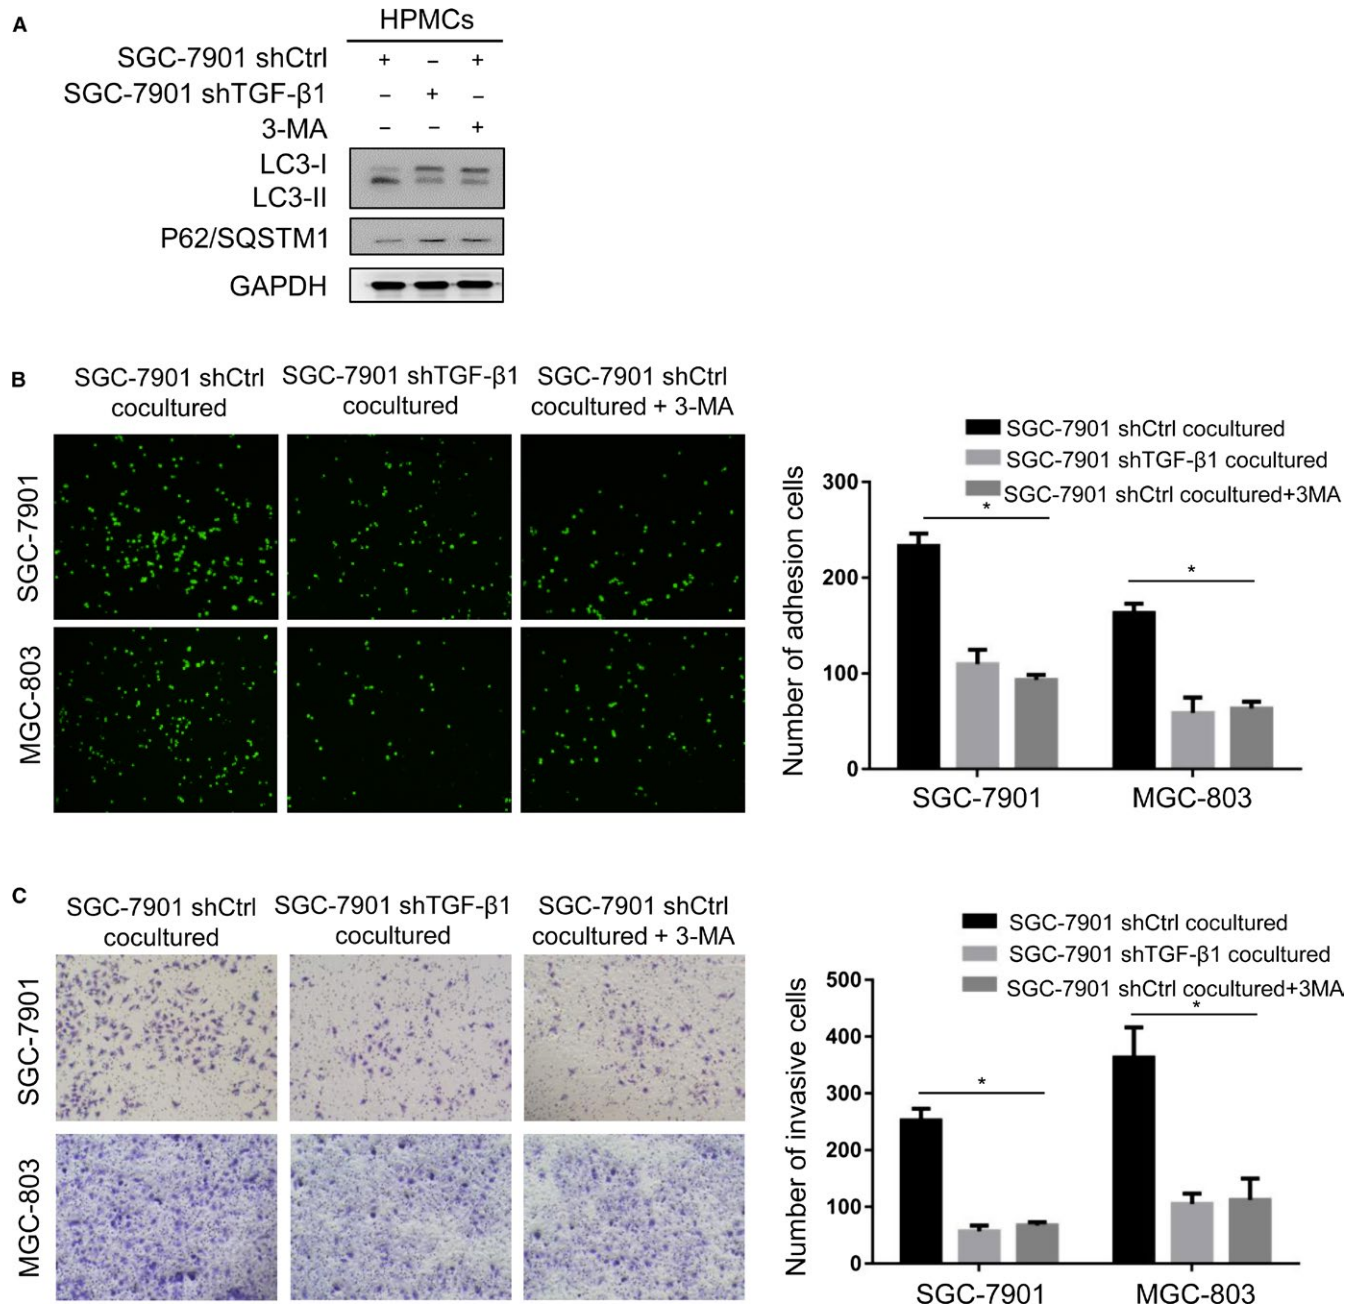 A
HPMCs
SGC-7901 shCtrl + – +
SGC-7901 shTGF-β1 – + –
3-MA – – +
LC3-I
LC3-II
P62/SQSTM1
GAPDH
B
SGC-7901 shCtrl
cocultured
SGC-7901 shTGF-β1
cocultured
SGC-7901 shCtrl
cocultured + 3-MA
SGC-7901
MGC-803
SGC-7901 shCtrl cocultured
SGC-7901 shTGF-β1 cocultured
SGC-7901 shCtrl cocultured+3MA
Number of adhesion cells
300
200
100
0
*
*
SGC-7901
MGC-803
C
SGC-7901 shCtrl
cocultured
SGC-7901 shTGF-β1
cocultured
SGC-7901 shCtrl
cocultured + 3-MA
SGC-7901
MGC-803
SGC-7901 shCtrl cocultured
SGC-7901 shTGF-β1 cocultured
SGC-7901 shCtrl cocultured+3MA
Number of invasive cells
500
400
300
200
100
0
*
*
SGC-7901
MGC-803